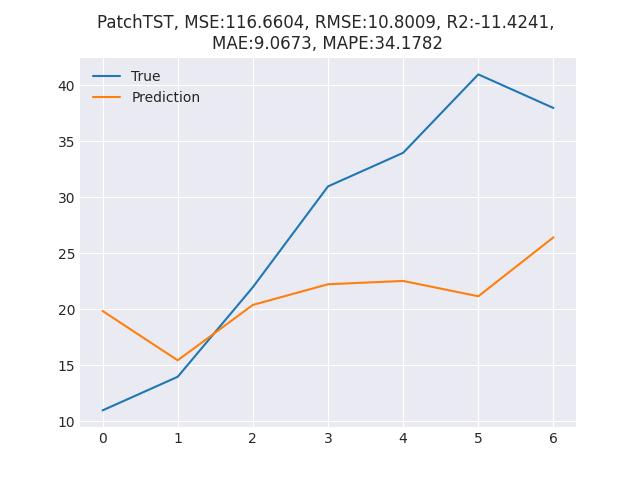 PatchTST, MSE:116.6604, RMSE:10.8009, R2:-11.4241,
MAE:9.0673, MAPE:34.1782
True
Prediction
40
35
30
25
20
15
10
0 1 2 3 4 5 6